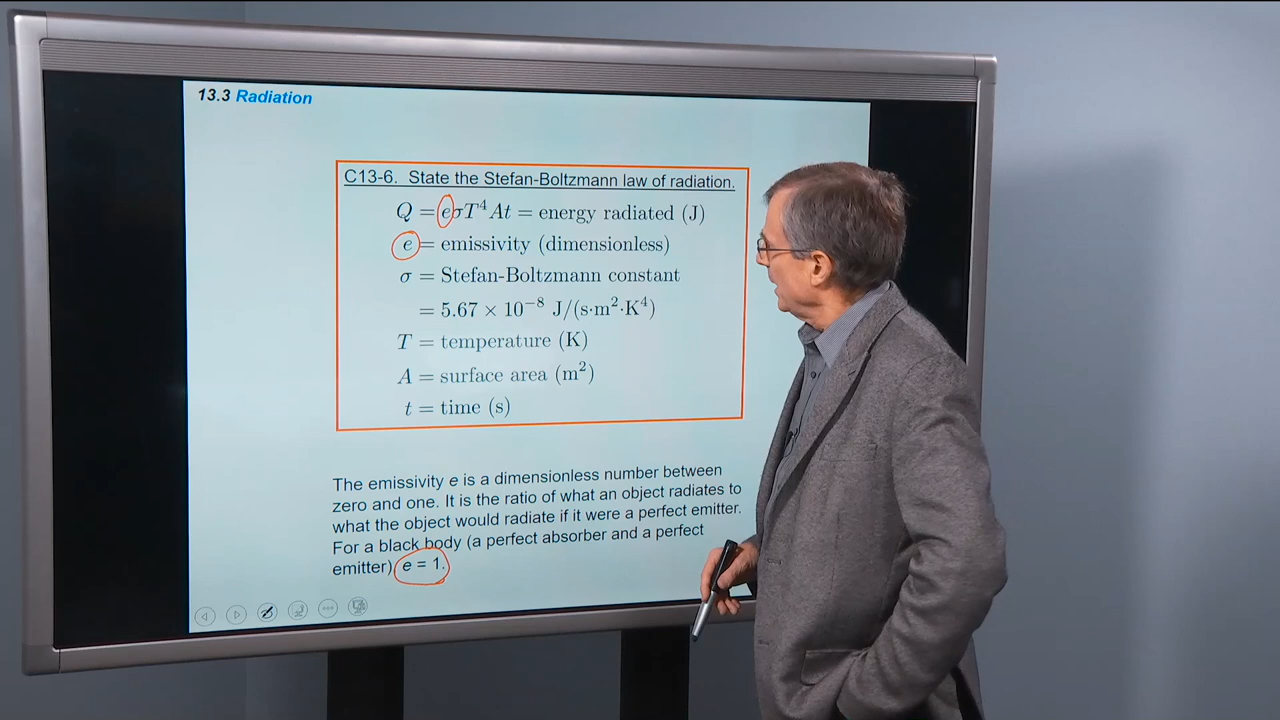 13.3 Radiation
C13-6. State the Stefan-Boltzmann law of radiation.
Q = eσT⁴At = energy radiated (J)
e = emissivity (dimensionless)
σ = Stefan-Boltzmann constant
= 5.67 × 10⁻⁸ J/(s·m²·K⁴)
T = temperature (K)
A = surface area (m²)
t = time (s)
The emissivity e is a dimensionless number between
zero and one. It is the ratio of what an object radiates to
what the object would radiate if it were a perfect emitter.
For a black body (a perfect absorber and a perfect
emitter) e = 1.